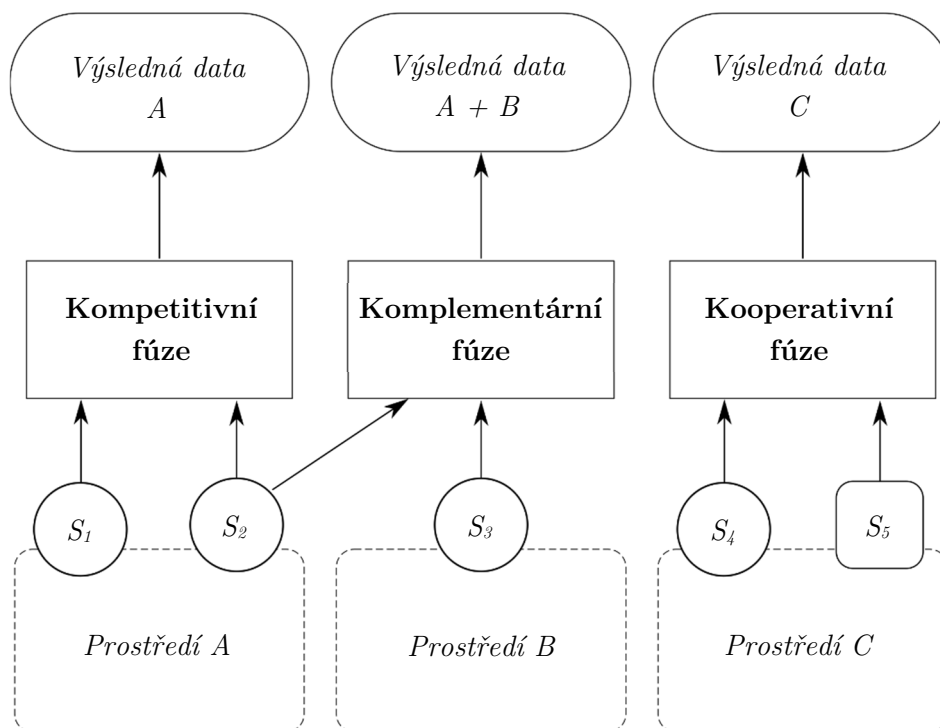 Výsledná data
A
Výsledná data
A + B
Výsledná data
C
Kompetitivní
fúze
Komplementární
fúze
Kooperativní
fúze
S1
S2
S3
S4
S5
Prostředí A
Prostředí B
Prostředí C